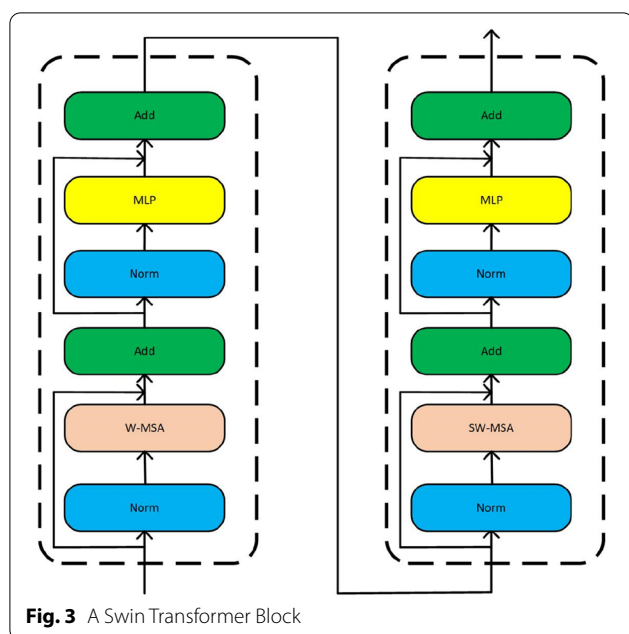 Add
MLP
Norm
Add
W-MSA
Norm
Add
MLP
Norm
Add
SW-MSA
Norm
Fig. 3 A Swin Transformer Block